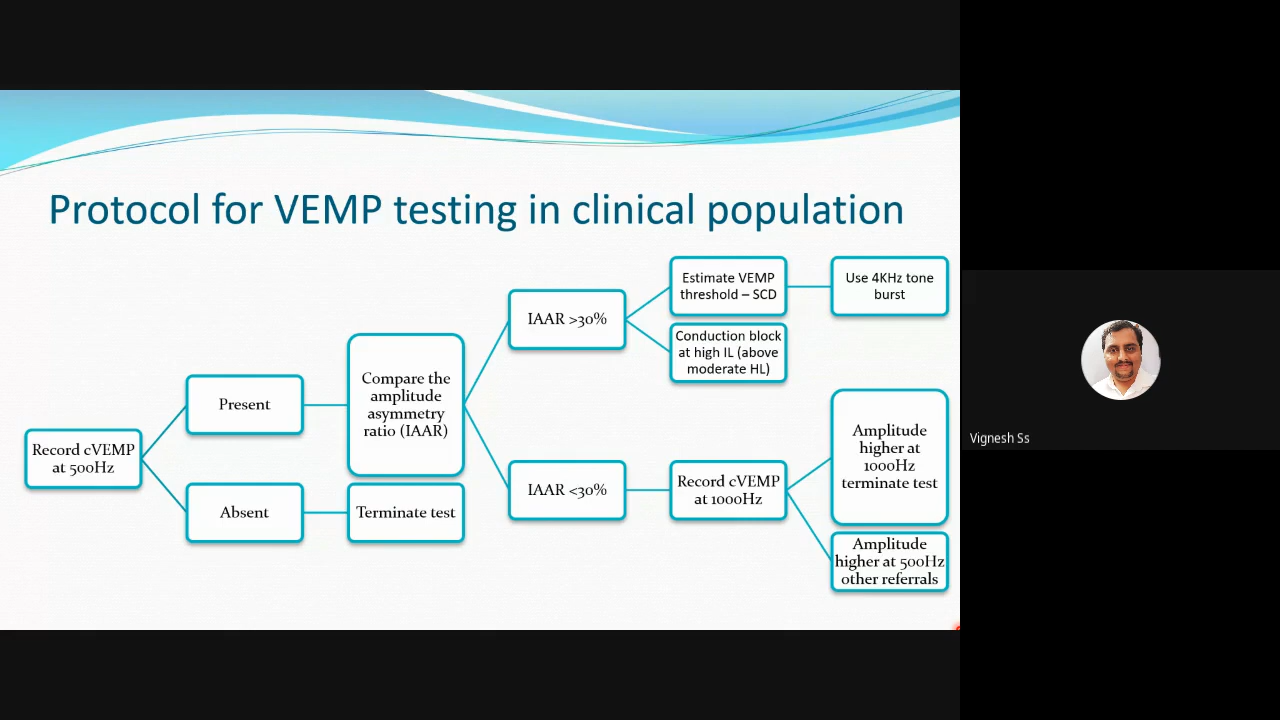 Protocol for VEMP testing in clinical population
Record cVEMP
at 500Hz
Present
Absent
Compare the
amplitude
asymmetry
ratio (IAAR)
Terminate test
IAAR >30%
IAAR <30%
Estimate VEMP
threshold – SCD
Conduction block
at high IL (above
moderate HL)
Record cVEMP
at 1000Hz
Use 4KHz tone
burst
Amplitude
higher at
1000Hz
terminate test
Amplitude
higher at 500Hz
other referrals
Vignesh Ss